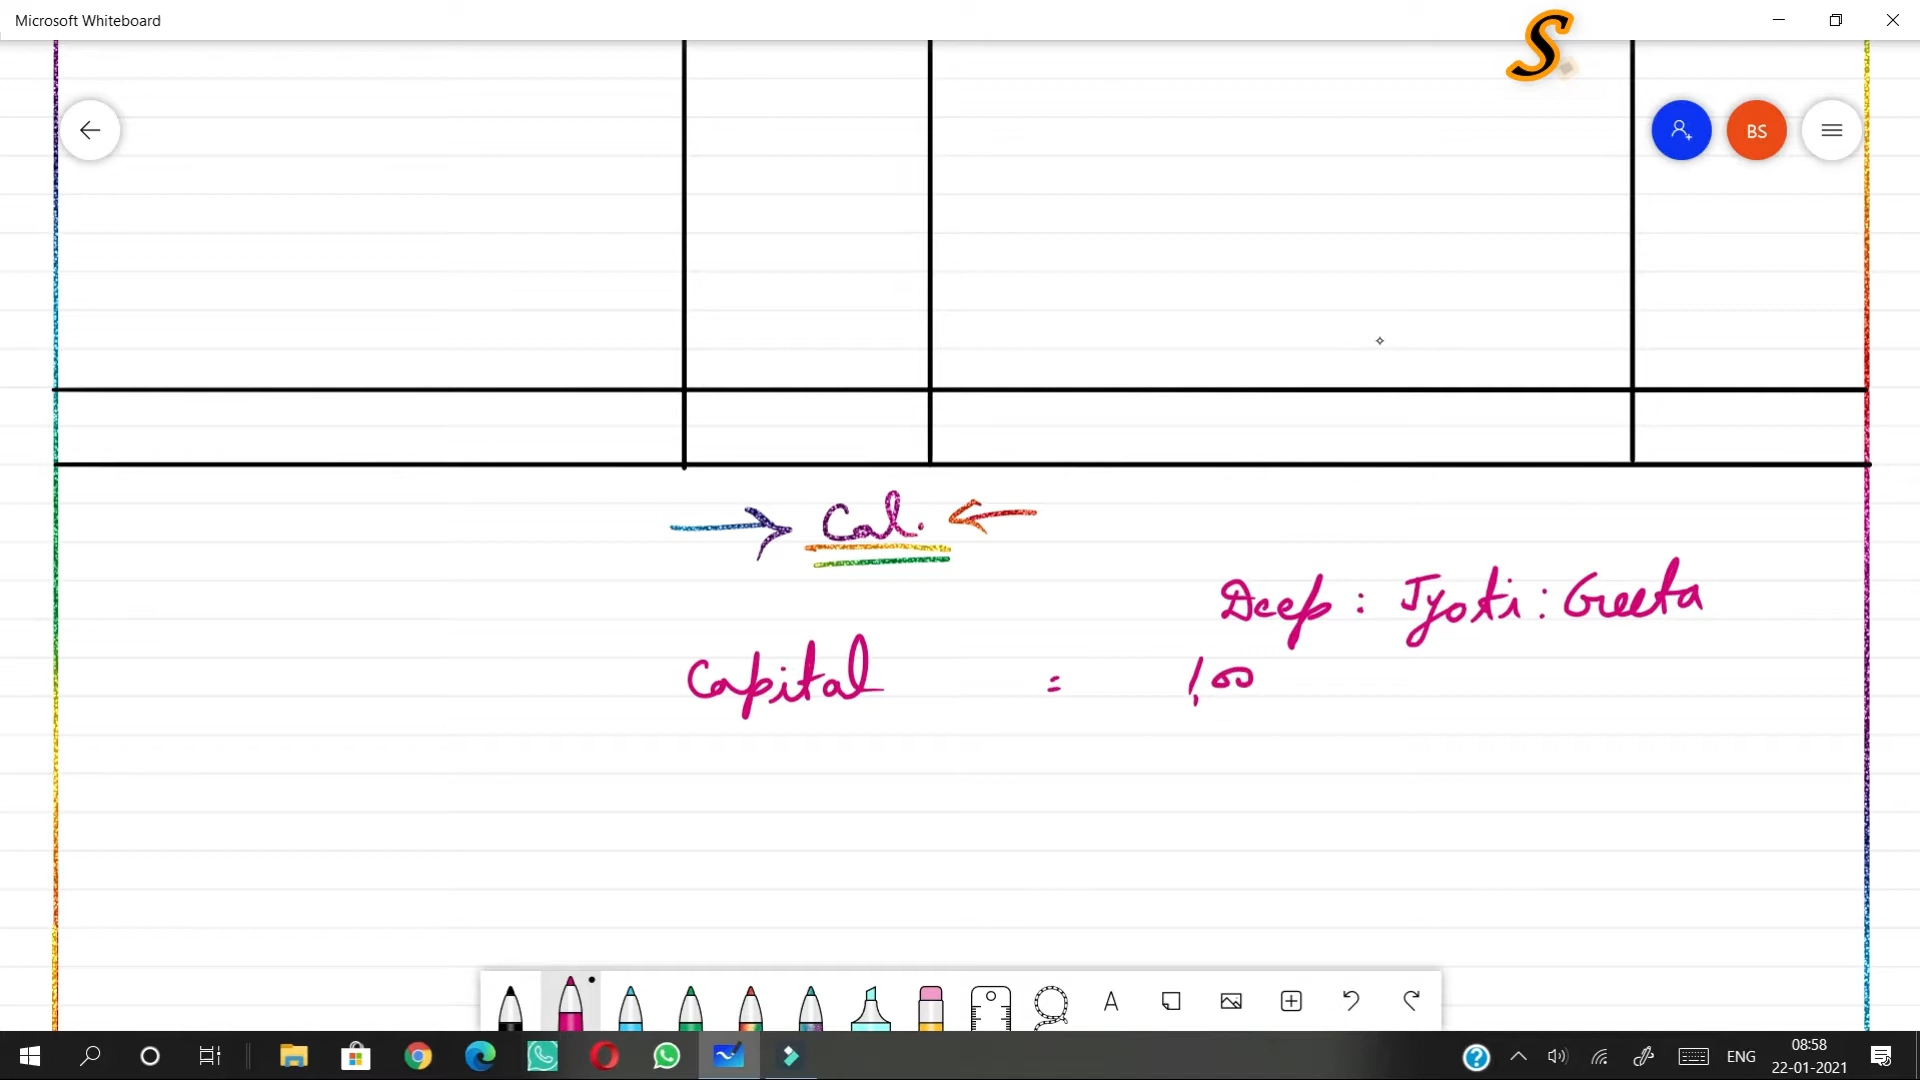 Microsoft Whiteboard
S
BS
Cal.
Deep : Jyoti : Geeta
Capital = 1,00
A
ENG
08:58
22-01-2021